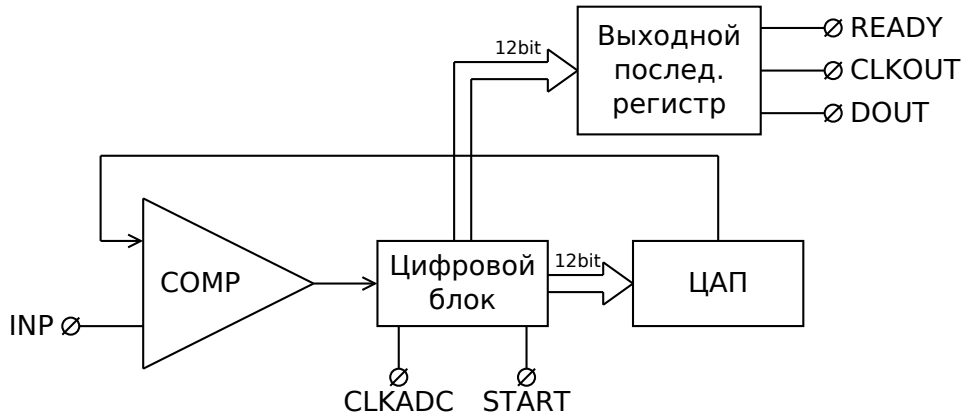 12bit
Выходной
послед.
регистр
READY
CLKOUT
DOUT
COMP
INP
Цифровой
блок
12bit
ЦАП
CLKADC
START